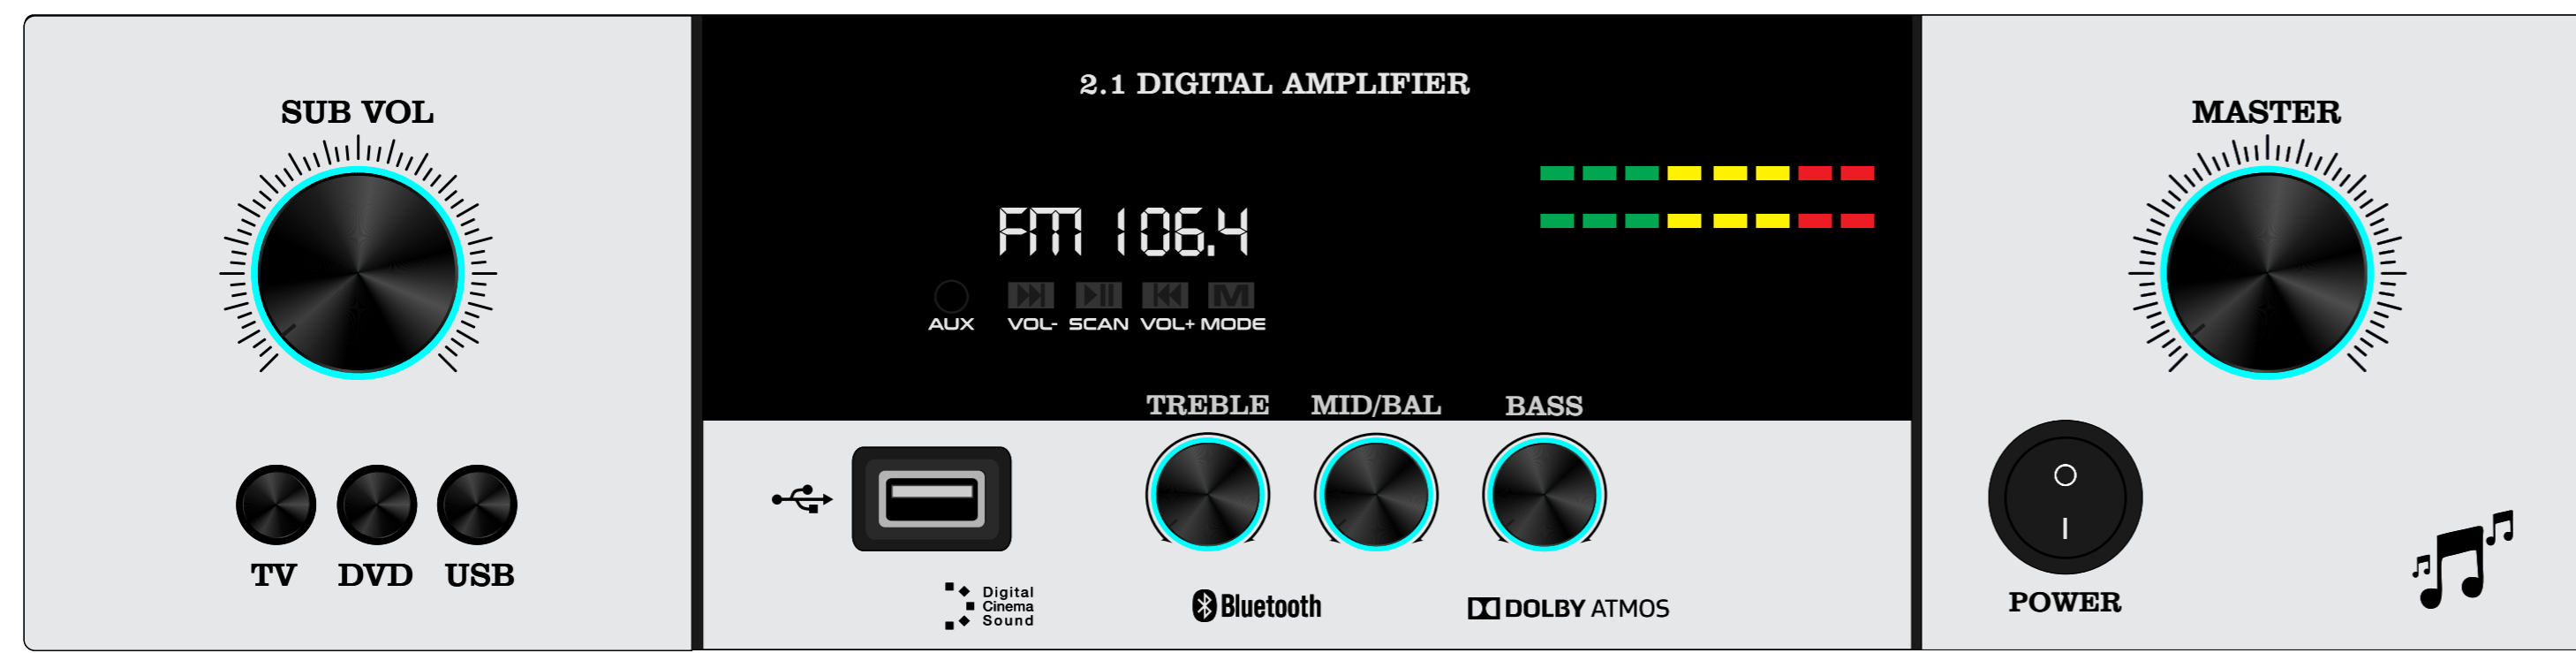 SUB VOL
TV DVD USB
2.1 DIGITAL AMPLIFIER
FM 106.4
M
AUX VOL- SCAN VOL+ MODE
TREBLE MID/BAL BASS
Digital
Cinema
Sound
Bluetooth
DOLBY ATMOS
MASTER
POWER